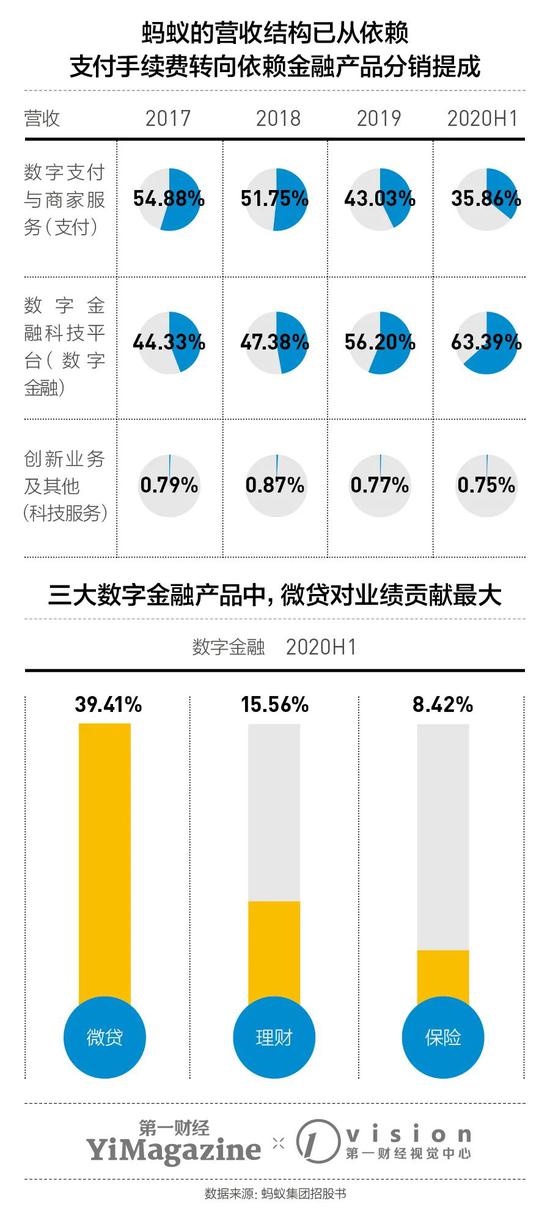 蚂蚁的营收结构已从依赖
支付手续费转向依赖金融产品分销提成
营收 2017 2018 2019 2020H1
数字支付
与商家服
务(支付)
54.88% 51.75% 43.03% 35.86%
数字金
融科技平
台(数字
金融)
44.33% 47.38% 56.20% 63.39%
创新业务
及其他
(科技服务)
0.79% 0.87% 0.77% 0.75%
三大数字金融产品中,微贷对业绩贡献最大
数字金融 2020H1
39.41% 15.56% 8.42%
微贷 理财 保险
第一财经
YiMagazine
vision
第一财经视觉中心
数据来源:蚂蚁集团招股书